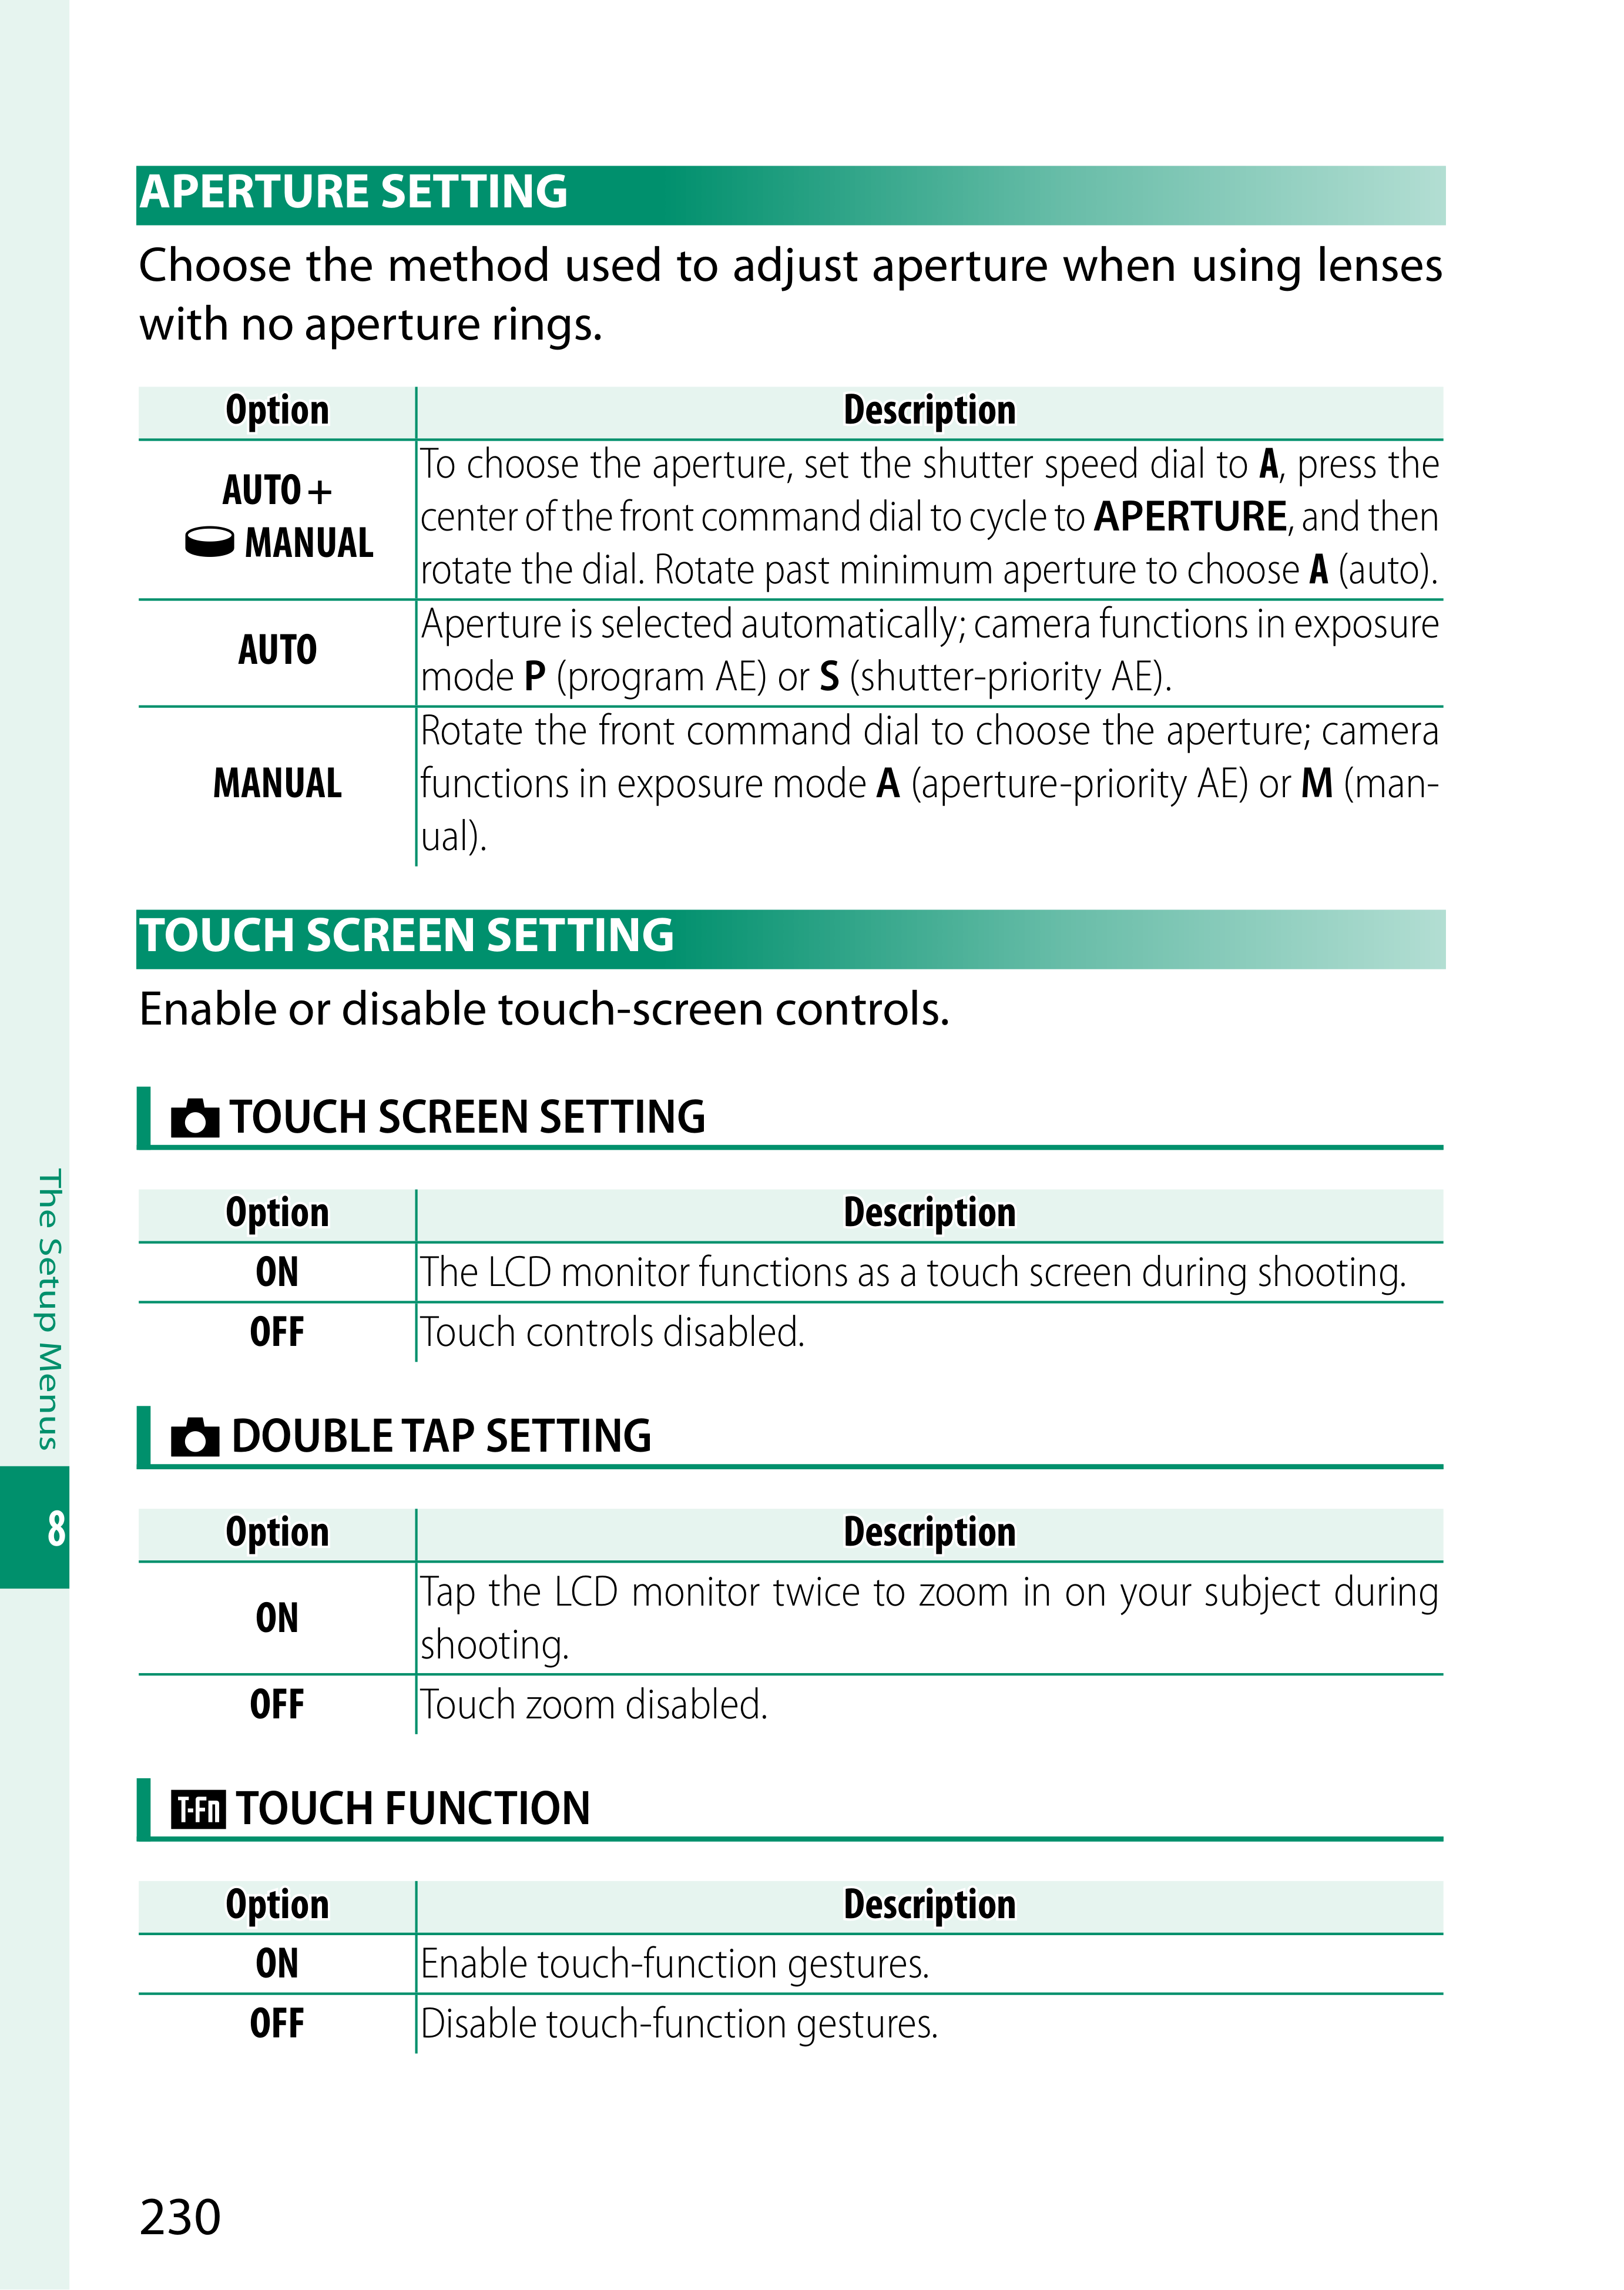 APERTURE SETTING
Choose the method used to adjust aperture when using lenses
with no aperture rings.
Option Description
AUTO +
MANUAL
To choose the aperture, set the shutter speed dial to A, press the
center of the front command dial to cycle to APERTURE, and then
rotate the dial. Rotate past minimum aperture to choose A (auto).
AUTO
Aperture is selected automatically; camera functions in exposure
mode P (program AE) or S (shutter-priority AE).
MANUAL
Rotate the front command dial to choose the aperture; camera
functions in exposure mode A (aperture-priority AE) or M (man-
ual).
TOUCH SCREEN SETTING
Enable or disable touch-screen controls.
TOUCH SCREEN SETTING
Option Description
ON The LCD monitor functions as a touch screen during shooting.
OFF Touch controls disabled.
DOUBLE TAP SETTING
Option Description
ON
Tap the LCD monitor twice to zoom in on your subject during
shooting.
OFF Touch zoom disabled.
T-Fn TOUCH FUNCTION
Option Description
ON Enable touch-function gestures.
OFF Disable touch-function gestures.
The Setup Menus
8
230